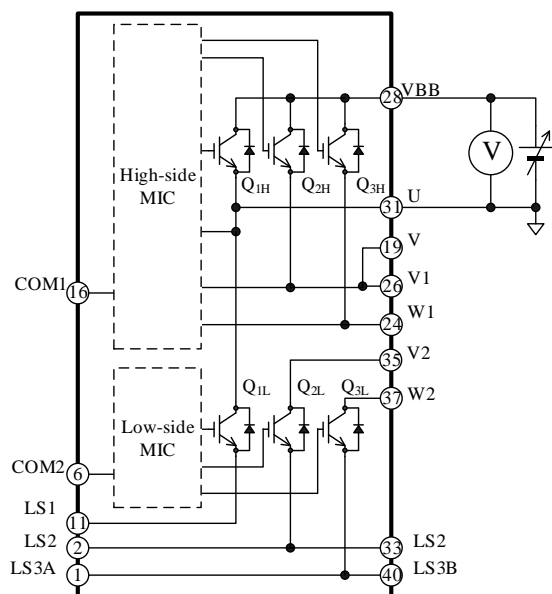 VBB
28
V
High-side
MIC
Q1H
Q2H
Q3H
31
U
19
V
COM1
16
26
V1
24
W1
35
V2
37
W2
Low-side
MIC
Q1L
Q2L
Q3L
COM2
6
LS1
11
LS2
2
33
LS2
LS3A
1
40
LS3B